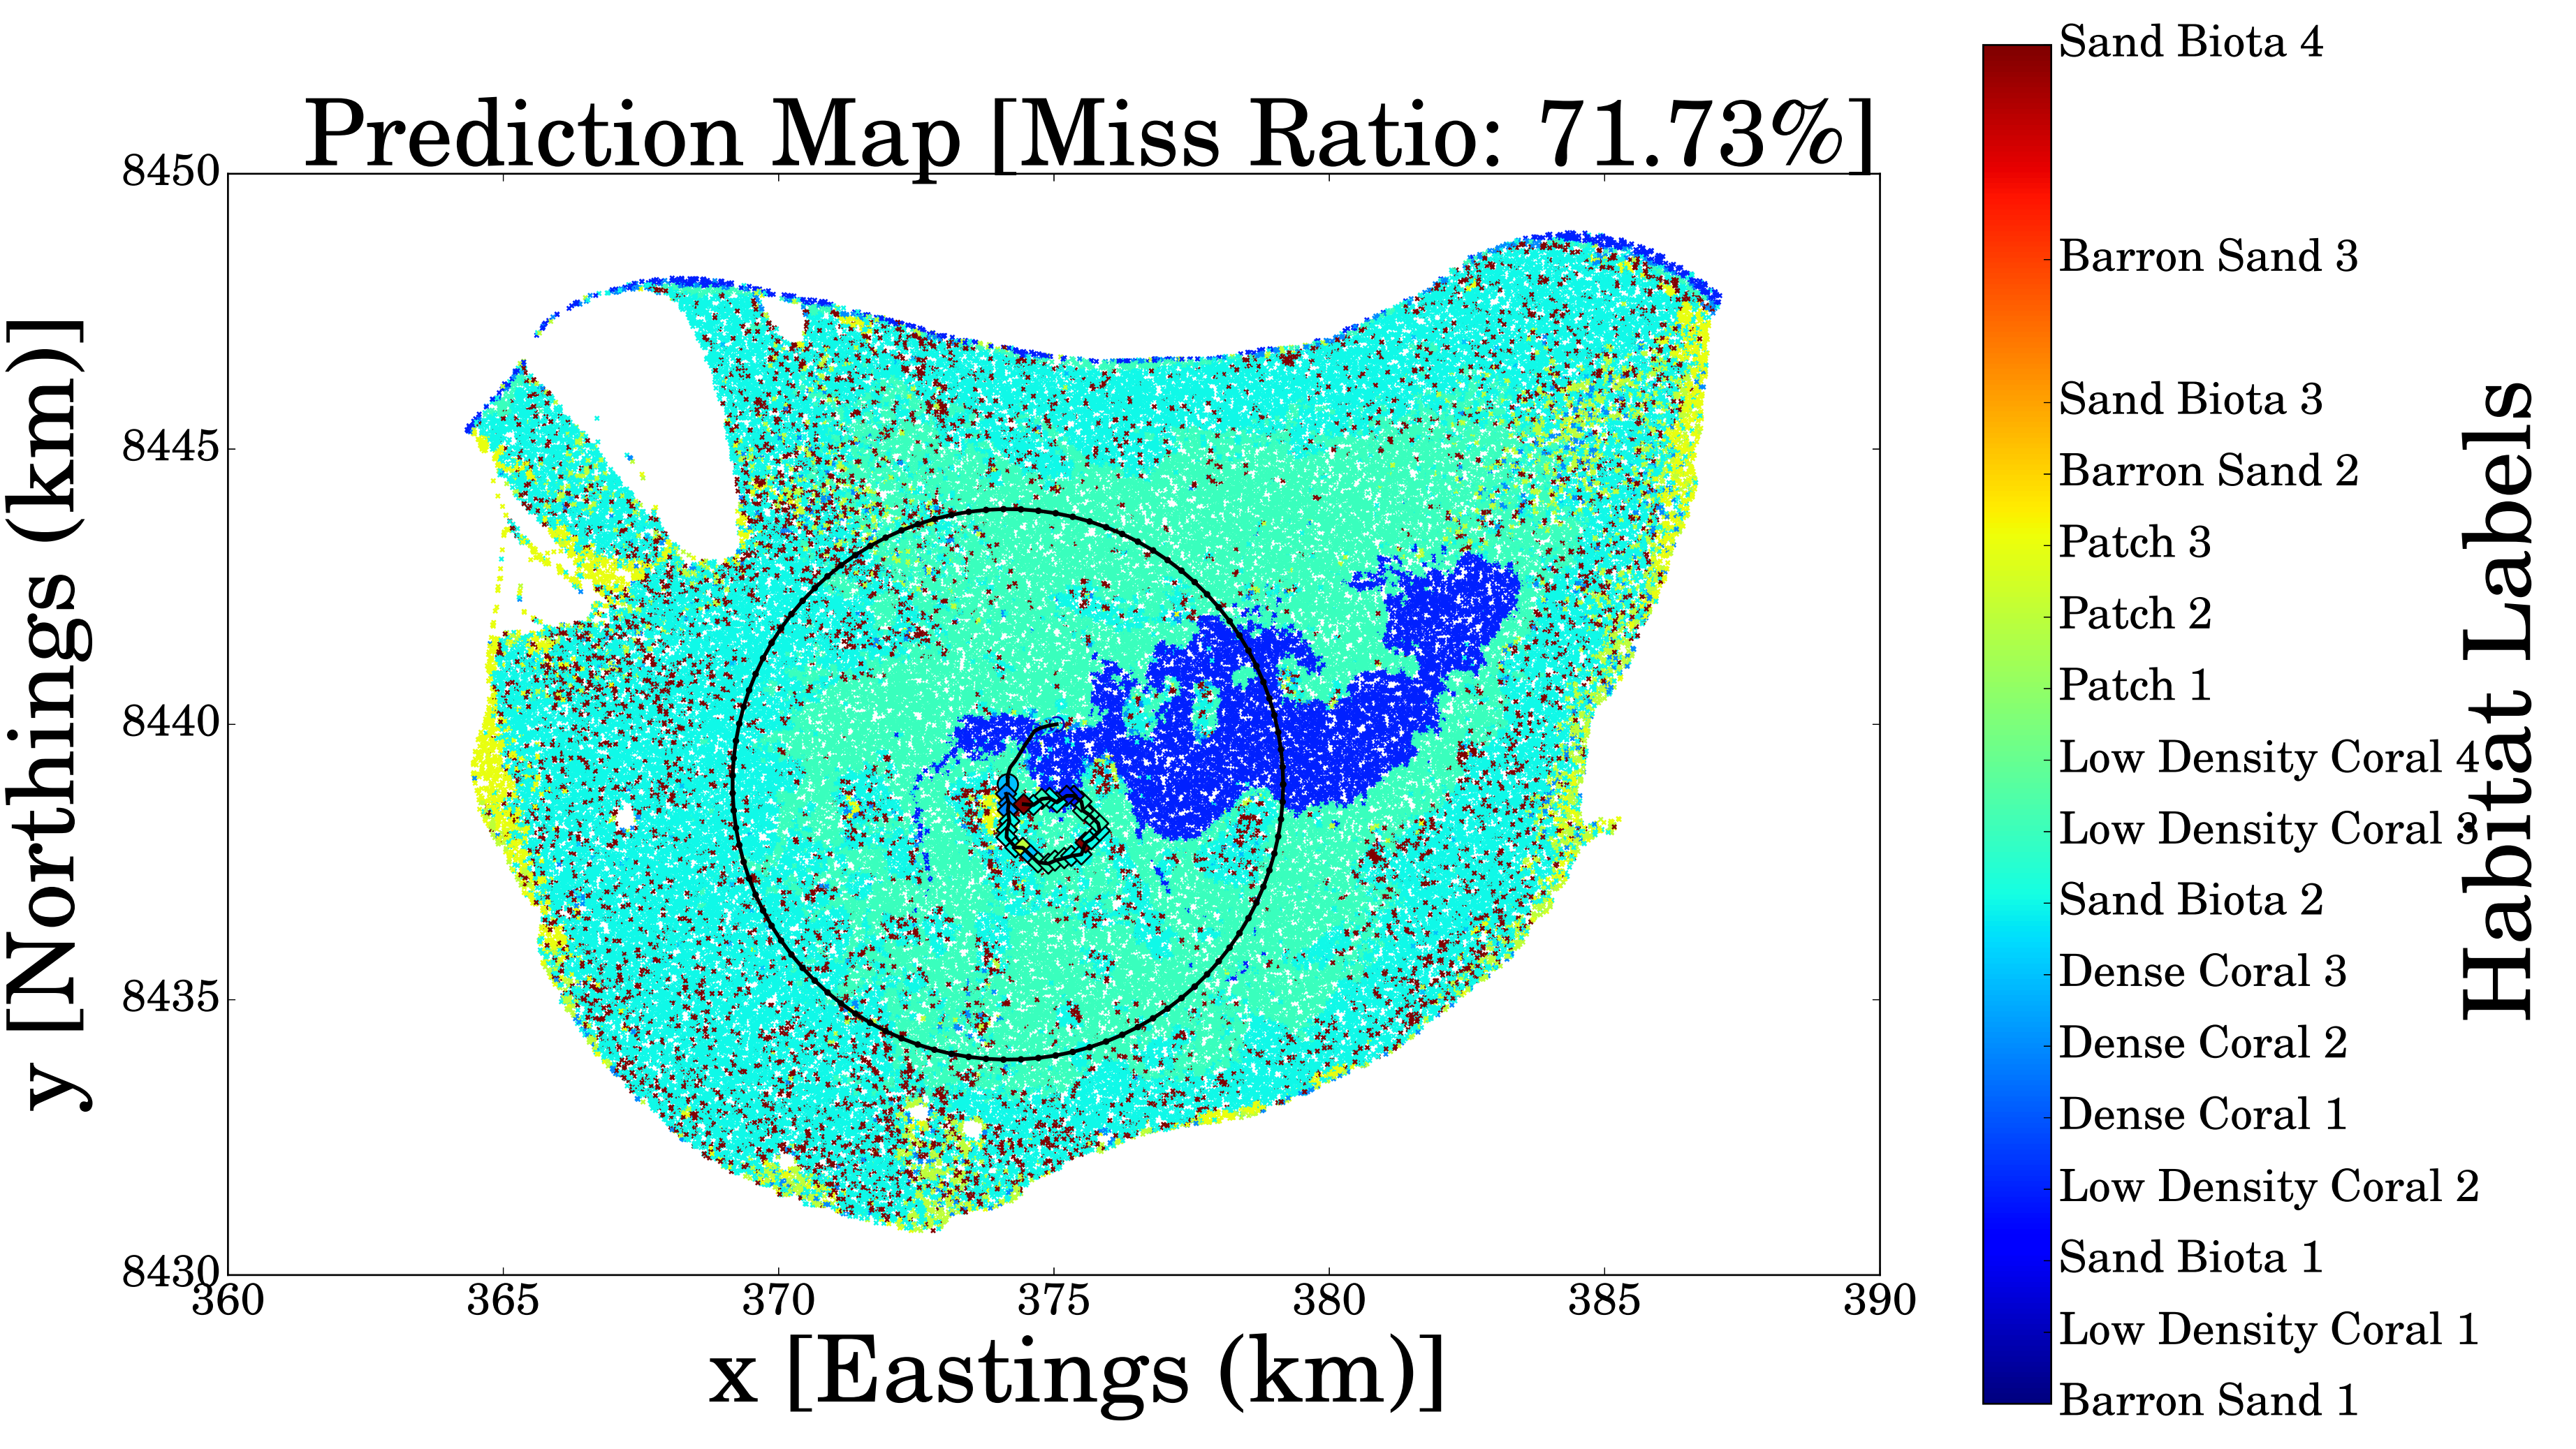 Prediction Map [Miss Ratio: 71.73%]
y [Northings (km)]
8450
8445
8440
8435
8430
360 365 370 375 380 385 390
x [Eastings (km)]
Sand Biota 4
Barron Sand 3
Sand Biota 3
Barron Sand 2
Patch 3
Patch 2
Patch 1
Low Density Coral 4
Low Density Coral 3
Sand Biota 2
Dense Coral 3
Dense Coral 2
Dense Coral 1
Low Density Coral 2
Sand Biota 1
Low Density Coral 1
Barron Sand 1
Habitat Labels